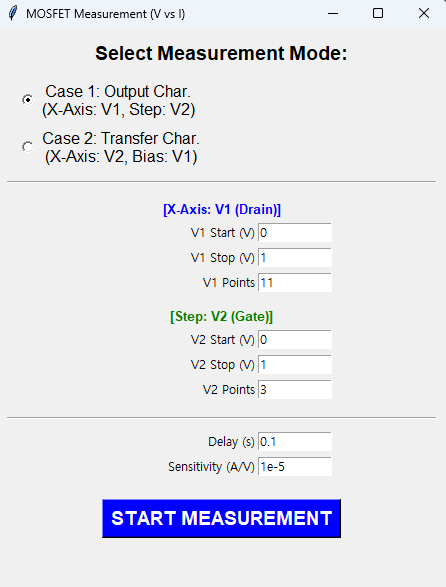 MOSFET Measurement (V vs I)
Select Measurement Mode:
Case 1: Output Char.
(X-Axis: V1, Step: V2)
Case 2: Transfer Char.
(X-Axis: V2, Bias: V1)
[X-Axis: V1 (Drain)]
V1 Start (V) 0
V1 Stop (V) 1
V1 Points 11
[Step: V2 (Gate)]
V2 Start (V) 0
V2 Stop (V) 1
V2 Points 3
Delay (s) 0.1
Sensitivity (A/V) 1e-5
START MEASUREMENT